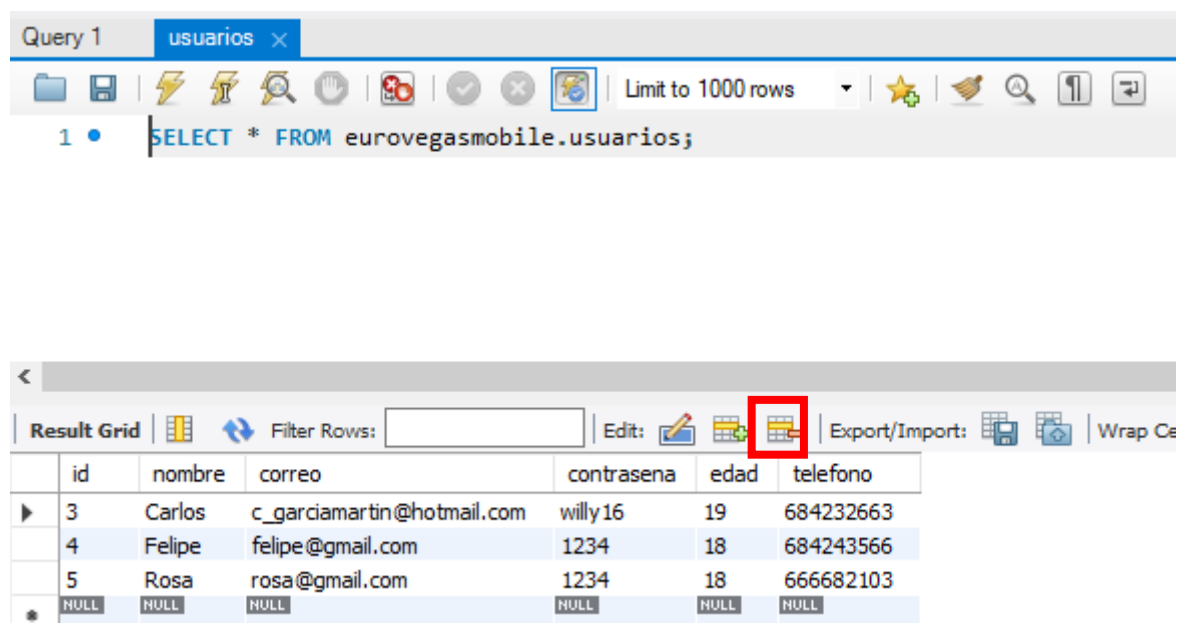 Query 1 usuarios
Limit to 1000 rows
1 SELECT * FROM eurovegasmobile.usuarios;
Result Grid Filter Rows: Edit: Export/Import: Wrap Ce
id nombre correo contrasena edad telefono
3 Carlos c_garciamartin@hotmail.com willy16 19 684232663
4 Felipe felipe@gmail.com 1234 18 684243566
5 Rosa rosa@gmail.com 1234 18 666682103
NULL NULL NULL NULL NULL NULL